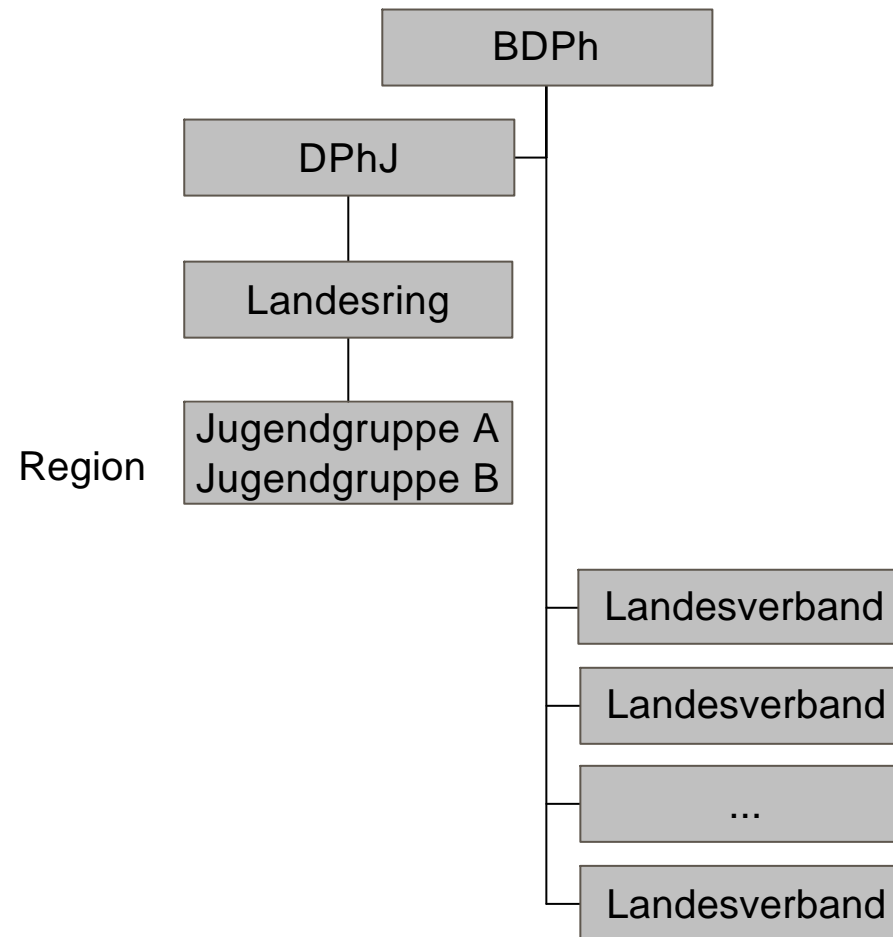 BDPh
DPhJ
Landesring
Jugendgruppe A
Region
Jugendgruppe B
Landesverband
Landesverband
...
Landesverband